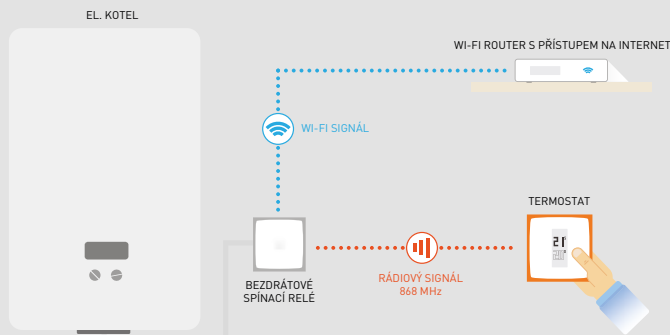 EL. KOTEL
WI-FI ROUTER S PŘÍSTUPEM NA INTERNET
WI-FI SIGNÁL
TERMOSTAT
21°
RÁDIOVÝ SIGNÁL
868 MHz
BEZDRÁTOVÉ
SPÍNACÍ RELÉ